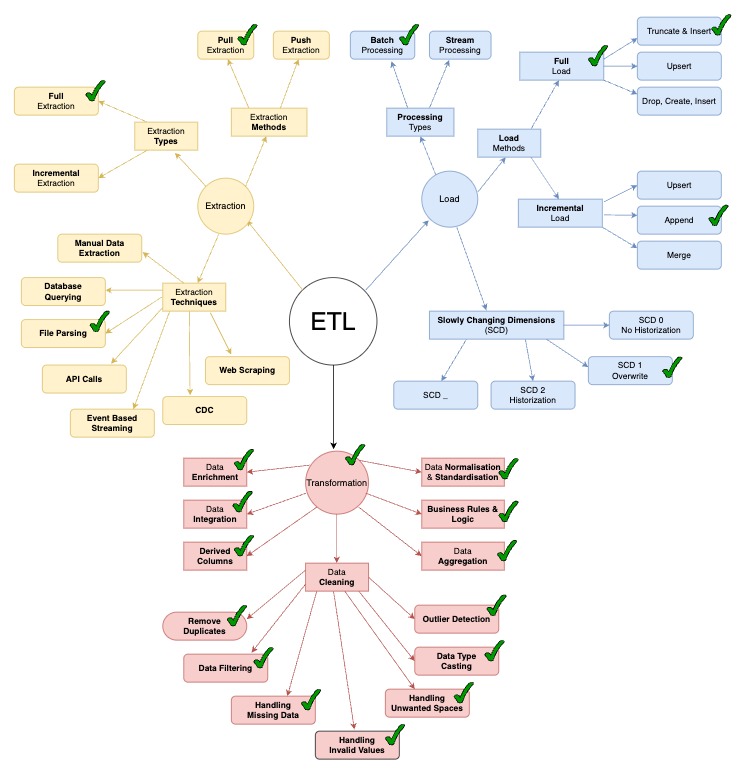 Pull
Extraction
Push
Extraction
Batch
Processing
Stream
Processing
Full
Load
Truncate & Insert
Upsert
Drop, Create, Insert
Full
Extraction
Extraction
Types
Extraction
Methods
Processing
Types
Load
Methods
Incremental
Extraction
Extraction
Load
Incremental
Load
Upsert
Append
Merge
Manual Data
Extraction
Database
Querying
File Parsing
API Calls
Event Based
Streaming
CDC
Web Scraping
Extraction
Techniques
ETL
Slowly Changing Dimensions
(SCD)
SCD 0
No Historization
SCD 1
Overwrite
SCD 2
Historization
SCD _
Transformation
Data
Enrichment
Data
Integration
Derived
Columns
Data Normalisation
& Standardisation
Business Rules &
Logic
Data
Aggregation
Data
Cleaning
Remove
Duplicates
Data Filtering
Handling
Missing Data
Handling
Invalid Values
Handling
Unwanted Spaces
Data Type
Casting
Outlier Detection